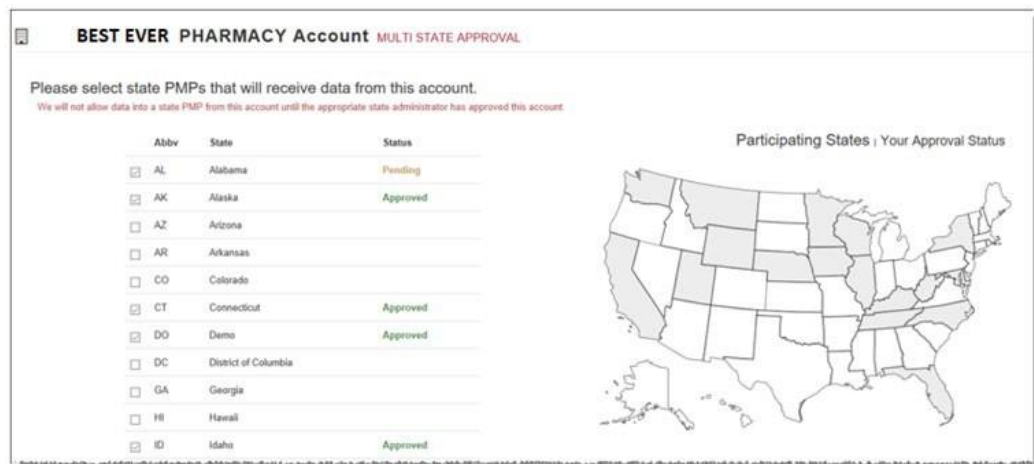 BEST EVER PHARMACY Account MULTI STATE APPROVAL
Please select state PMPs that will receive data from this account.
We will not allow data into a state PMP from this account until the appropriate state administrator has approved this account
Participating States | Your Approval Status
Abbv State Status
AL Alabama Pending
AK Alaska Approved
AZ Arizona
AR Arkansas
CO Colorado
CT Connecticut Approved
DO Demo Approved
DC District of Columbia
GA Georgia
HI Hawaii
ID Idaho Approved